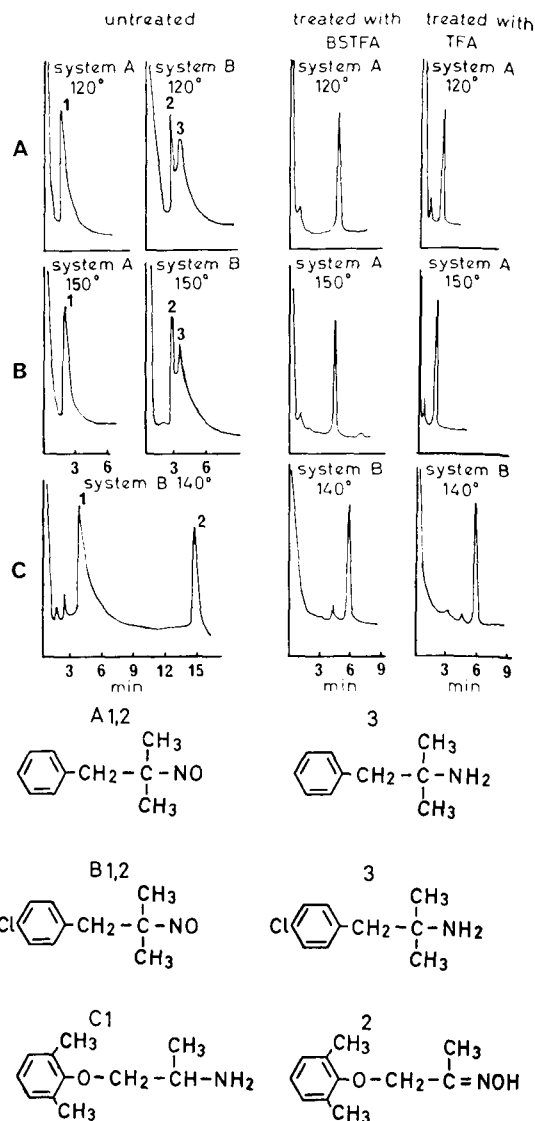 untreated
treated with BSTFA
treated with TFA
system A 120°
system B 120°
system A 120°
system A 120°
A
1
2
3
system A 150°
system B 150°
system A 150°
system A 150°
B
1
2
3
3 6
3 6
system B 140°
system B 140°
system B 140°
C
1
2
3 6 9 12 15
3 6 9
3 6 9
min
min
min
A 1,2
3
CH3
CH2-C-NO
CH3
CH3
CH2-C-NH2
CH3
B 1,2
3
CH3
Cl CH2-C-NO
CH3
CH3
Cl CH2-C-NH2
CH3
C1
2
CH3
CH3
O-CH2-CH-NH2
CH3
CH3
CH3
O-CH2-C=NOH
CH3